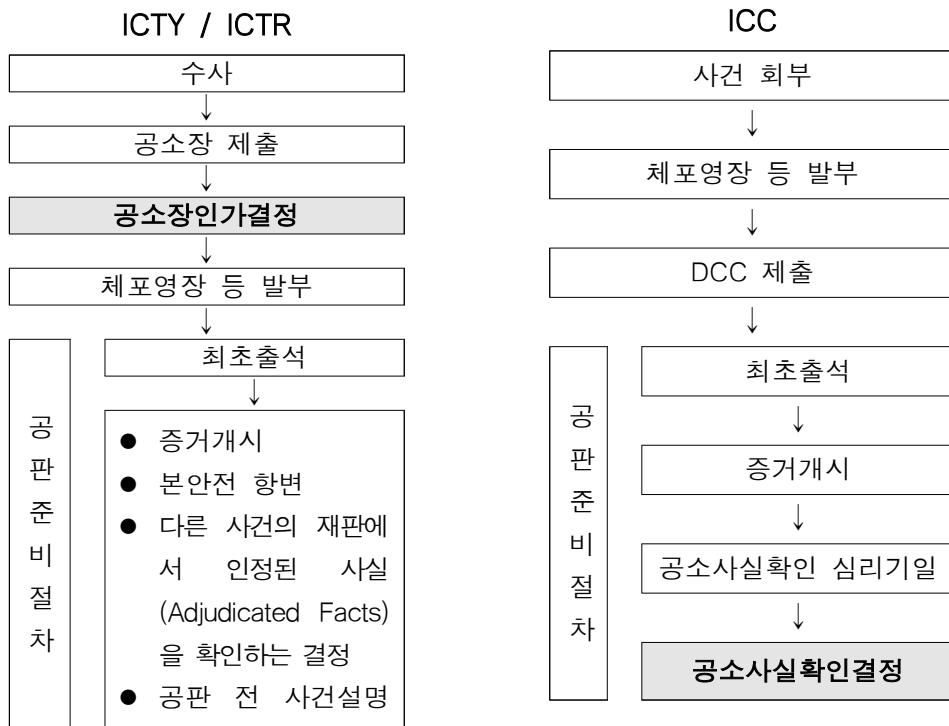 ICTY / ICTR
수사
공소장 제출
공소장인가결정
체포영장 등 발부
공판준비절차
최초출석
● 증거개시
● 본안전 항변
● 다른 사건의 재판에
서 인정된 사실
(Adjudicated Facts)
을 확인하는 결정
● 공판 전 사건설명
ICC
사건 회부
체포영장 등 발부
DCC 제출
공판준비절차
최초출석
증거개시
공소사실확인 심리기일
공소사실확인결정